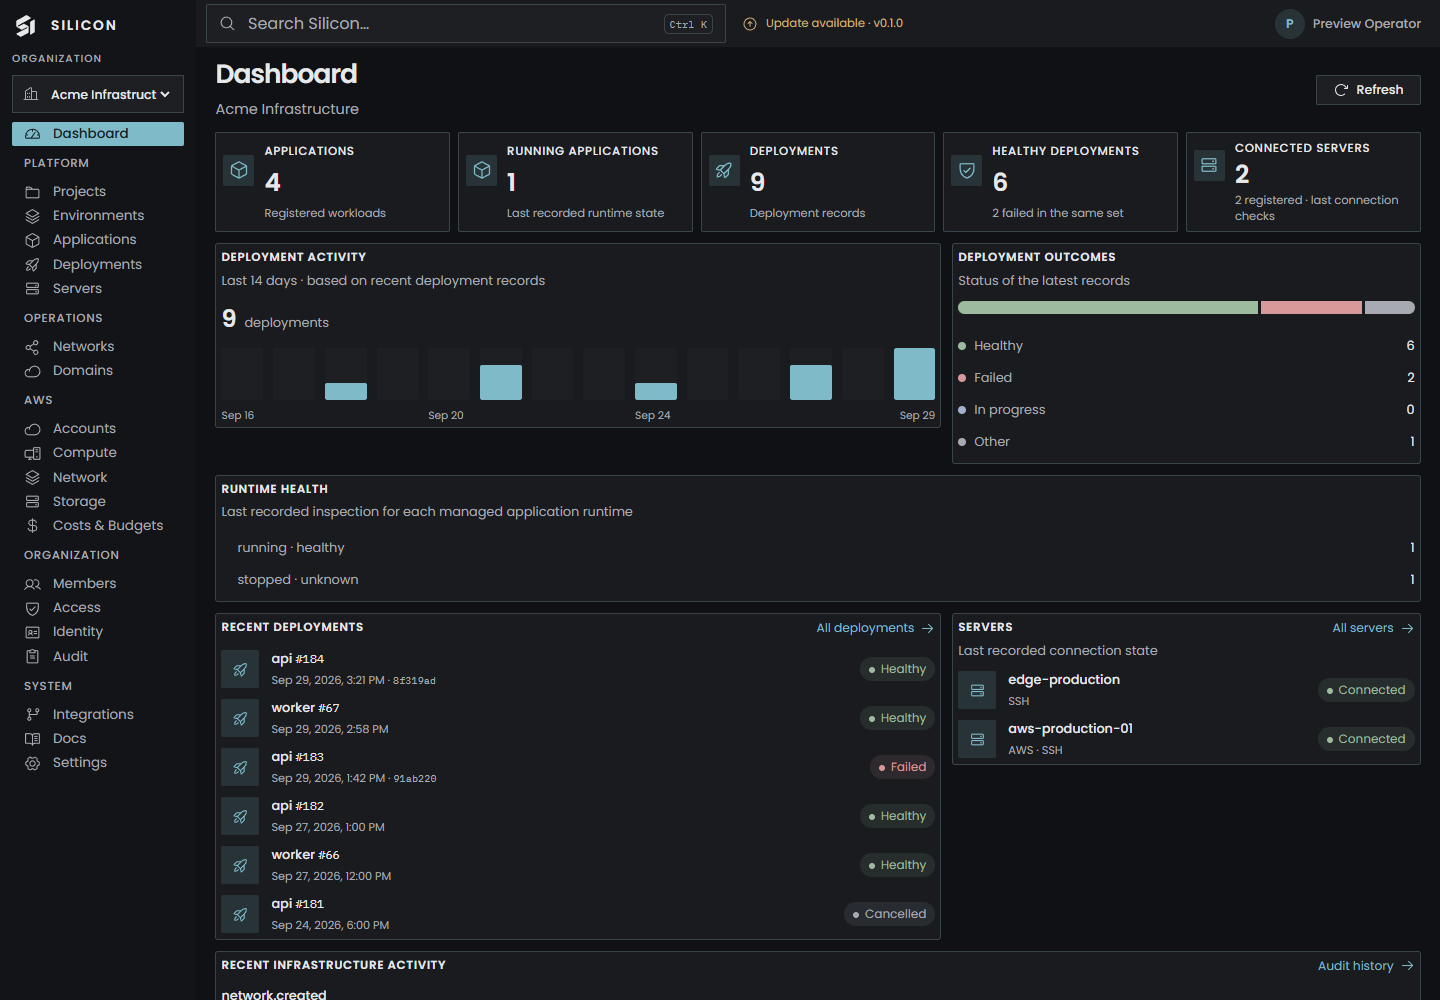 SILICON
Search Silicon...
Ctrl K
Update available · v0.1.0
P
Preview Operator
ORGANIZATION
Acme Infrastruct
Dashboard
PLATFORM
Projects
Environments
Applications
Deployments
Servers
OPERATIONS
Networks
Domains
AWS
Accounts
Compute
Network
Storage
Costs & Budgets
ORGANIZATION
Members
Access
Identity
Audit
SYSTEM
Integrations
Docs
Settings
Dashboard
Acme Infrastructure
Refresh
APPLICATIONS
4
Registered workloads
RUNNING APPLICATIONS
1
Last recorded runtime state
DEPLOYMENTS
9
Deployment records
HEALTHY DEPLOYMENTS
6
2 failed in the same set
CONNECTED SERVERS
2
2 registered · last connection
checks
DEPLOYMENT ACTIVITY
Last 14 days · based on recent deployment records
9 deployments
Sep 16 Sep 20 Sep 24 Sep 29
DEPLOYMENT OUTCOMES
Status of the latest records
Healthy 6
Failed 2
In progress 0
Other 1
RUNTIME HEALTH
Last recorded inspection for each managed application runtime
running · healthy 1
stopped · unknown 1
RECENT DEPLOYMENTS
All deployments
api #184
Sep 29, 2026, 3:21 PM · 8f319ad
Healthy
worker #67
Sep 29, 2026, 2:58 PM
Healthy
api #183
Sep 29, 2026, 1:42 PM · 91ab220
Failed
api #182
Sep 27, 2026, 1:00 PM
Healthy
worker #66
Sep 27, 2026, 12:00 PM
Healthy
api #181
Sep 24, 2026, 6:00 PM
Cancelled
SERVERS
All servers
Last recorded connection state
edge-production
SSH
Connected
aws-production-01
AWS · SSH
Connected
RECENT INFRASTRUCTURE ACTIVITY
Audit history
network.created